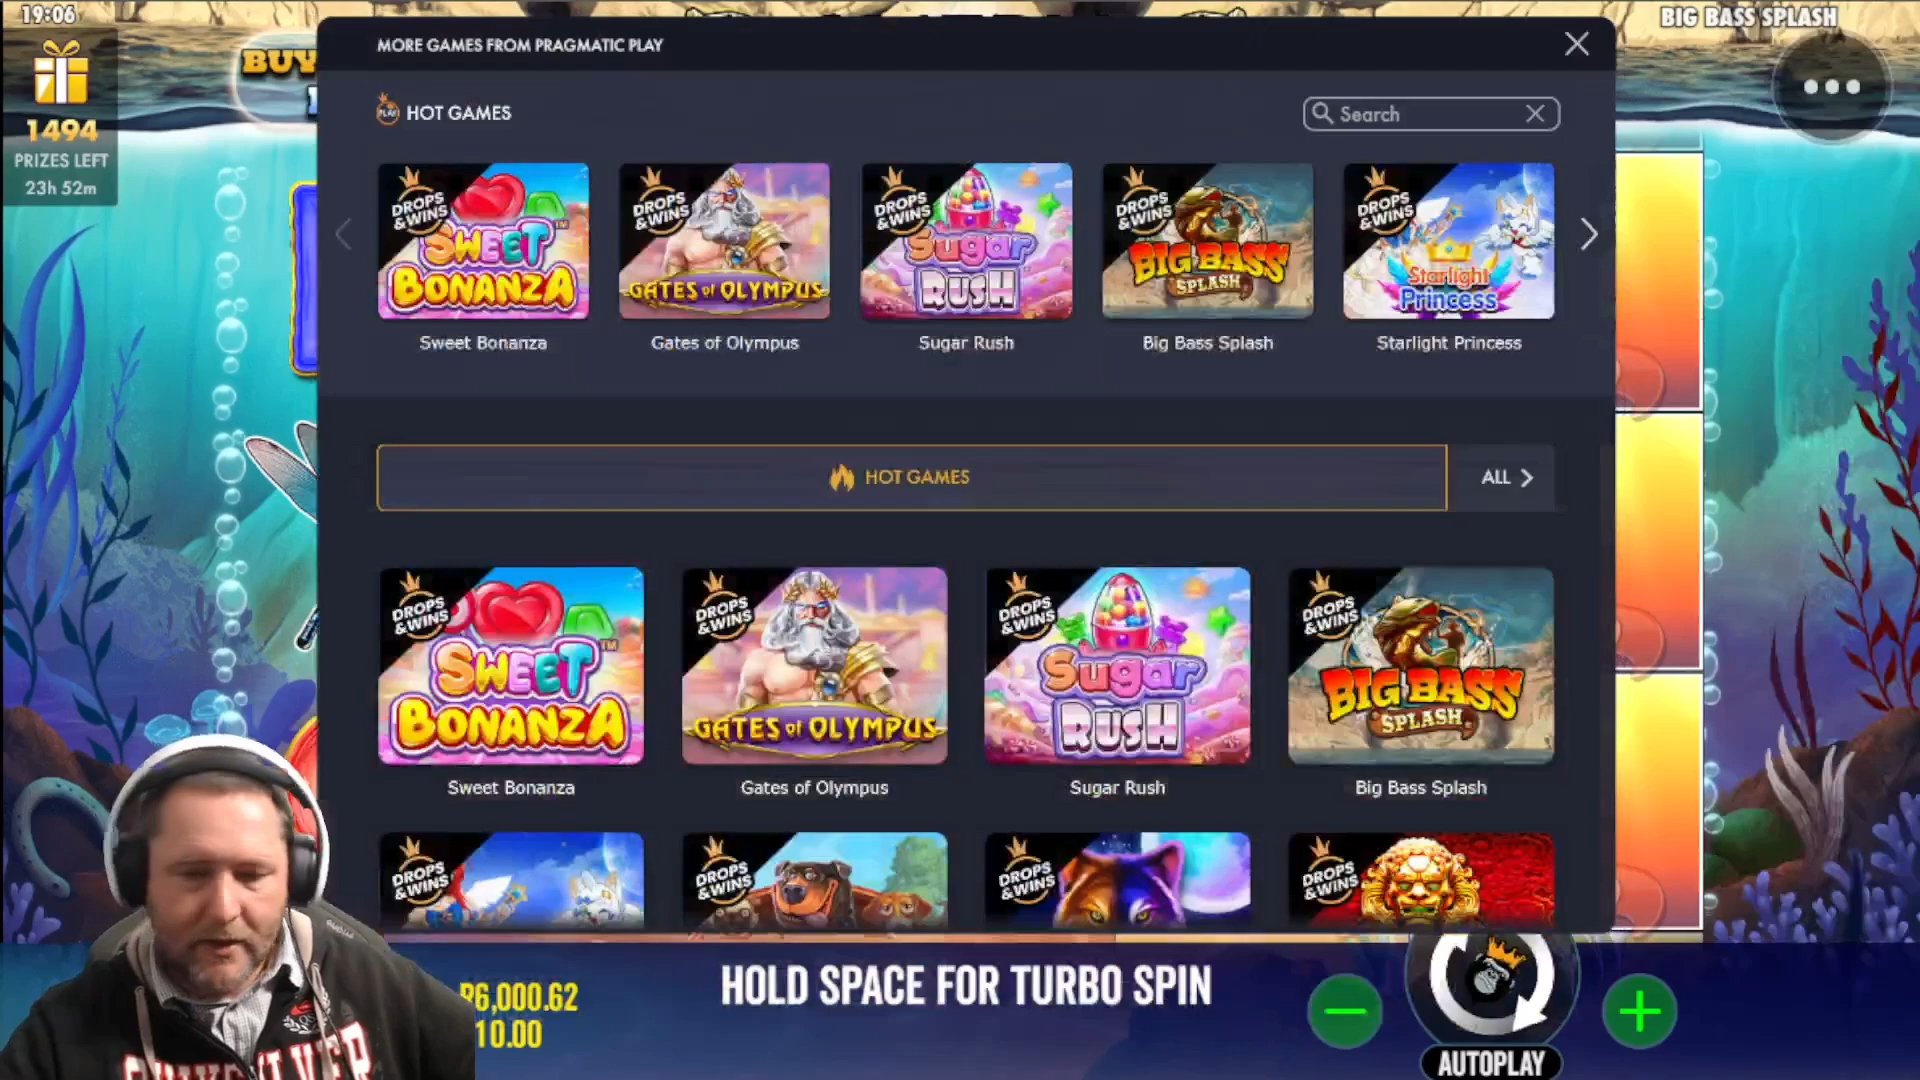 19:06
BIG BASS SPLASH
MORE GAMES FROM PRAGMATIC PLAY
BUY
1494
PRIZES LEFT
23h 52m
PLAY
HOT GAMES
Search
DROPS & WINS
SWEET BONANZA
DROPS & WINS
GATES of OLYMPUS
DROPS & WINS
Sugar RUSH
DROPS & WINS
BIG BASS SPLASH
DROPS & WINS
Starlight Princess
Sweet Bonanza
Gates of Olympus
Sugar Rush
Big Bass Splash
Starlight Princess
HOT GAMES
ALL
DROPS & WINS
SWEET BONANZA™
DROPS & WINS
GATES of OLYMPUS
DROPS & WINS
Sugar RUSH
DROPS & WINS
BIG BASS SPLASH
Sweet Bonanza
Gates of Olympus
Sugar Rush
Big Bass Splash
DROPS & WINS
DROPS & WINS
DROPS & WINS
DROPS & WINS
R6,000.62
10.00
HOLD SPACE FOR TURBO SPIN
AUTOPLAY